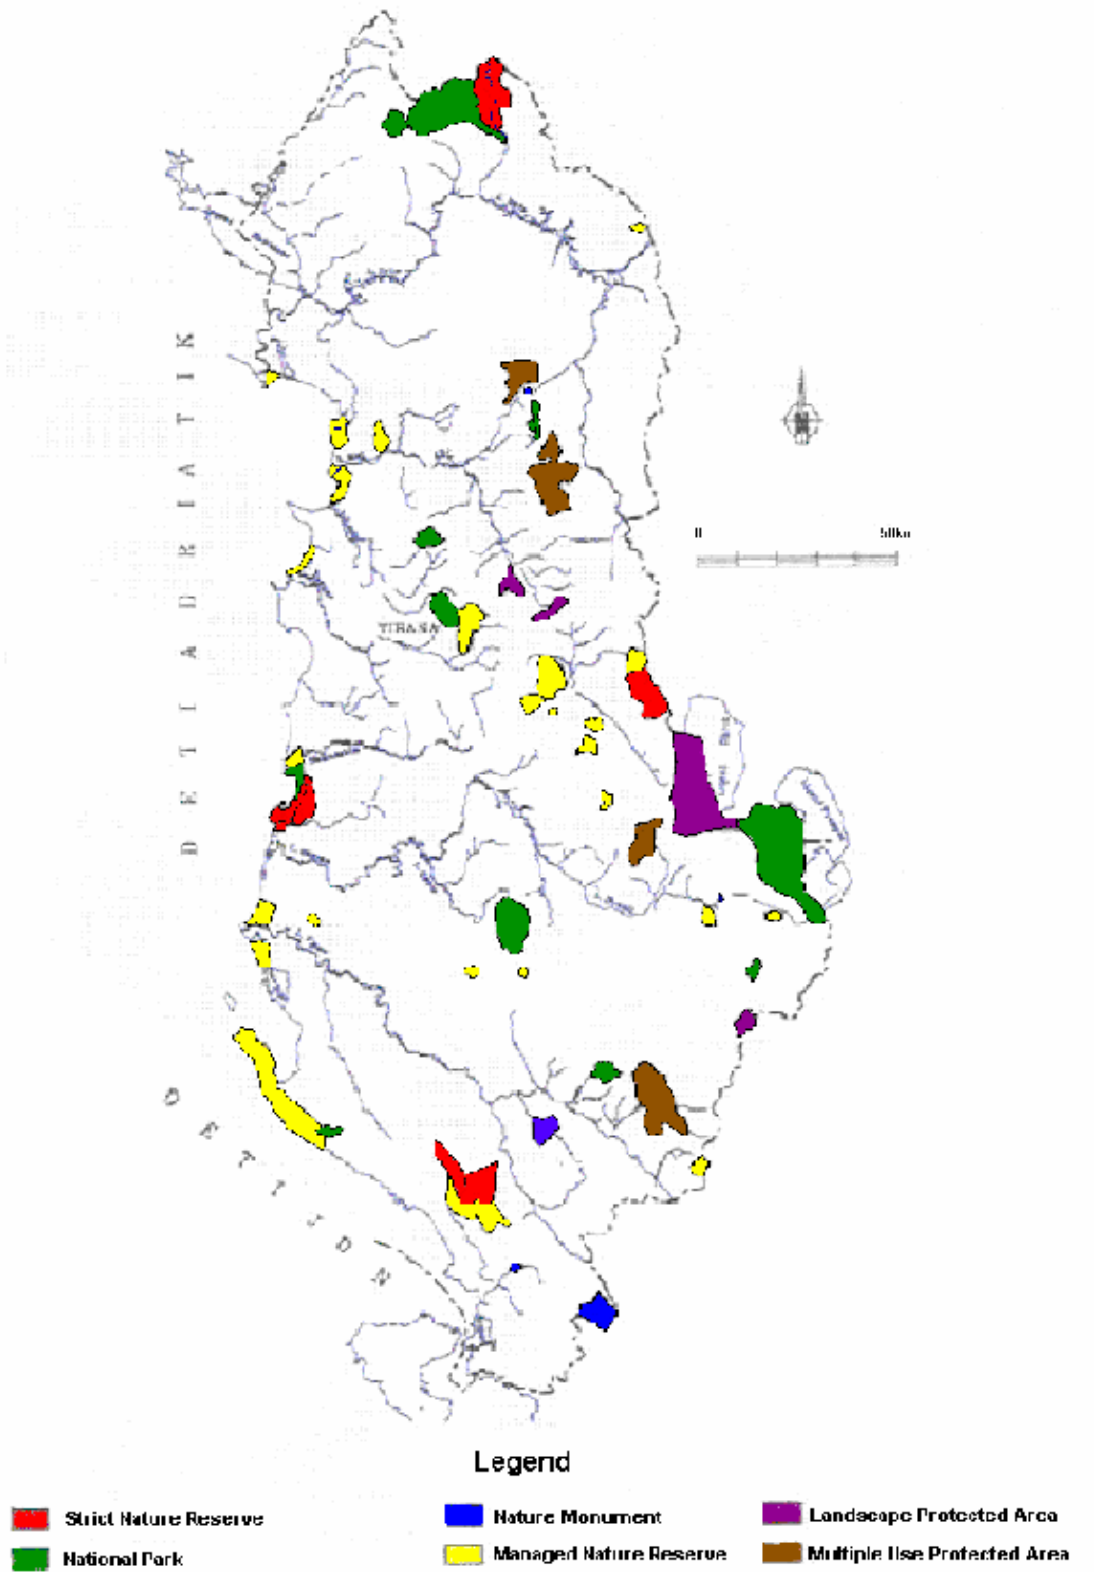 DETI ADRIATIK
DETI JON
TIRANA
0 50km
Legend
Strict Nature Reserve
Nature Monument
Landscape Protected Area
National Park
Managed Nature Reserve
Multiple Use Protected Area